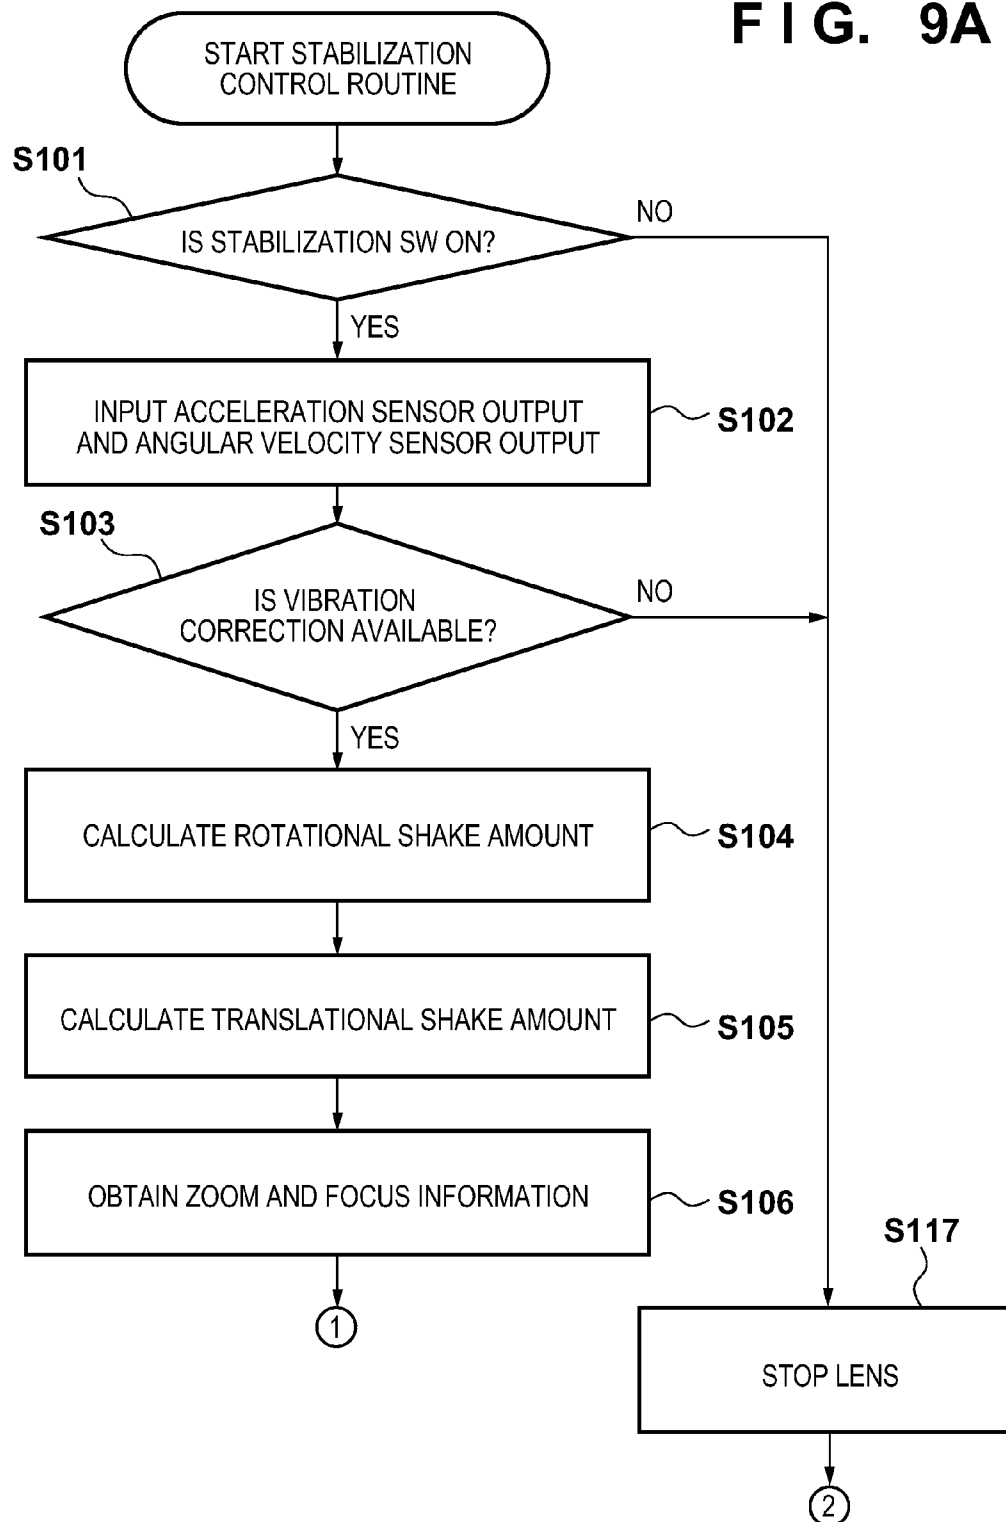 FIG. 9A
START STABILIZATION
CONTROL ROUTINE
S101
IS STABILIZATION SW ON?
NO
YES
INPUT ACCELERATION SENSOR OUTPUT
AND ANGULAR VELOCITY SENSOR OUTPUT
S102
S103
IS VIBRATION
CORRECTION AVAILABLE?
NO
YES
CALCULATE ROTATIONAL SHAKE AMOUNT
S104
CALCULATE TRANSLATIONAL SHAKE AMOUNT
S105
OBTAIN ZOOM AND FOCUS INFORMATION
S106
S117
1
STOP LENS
2